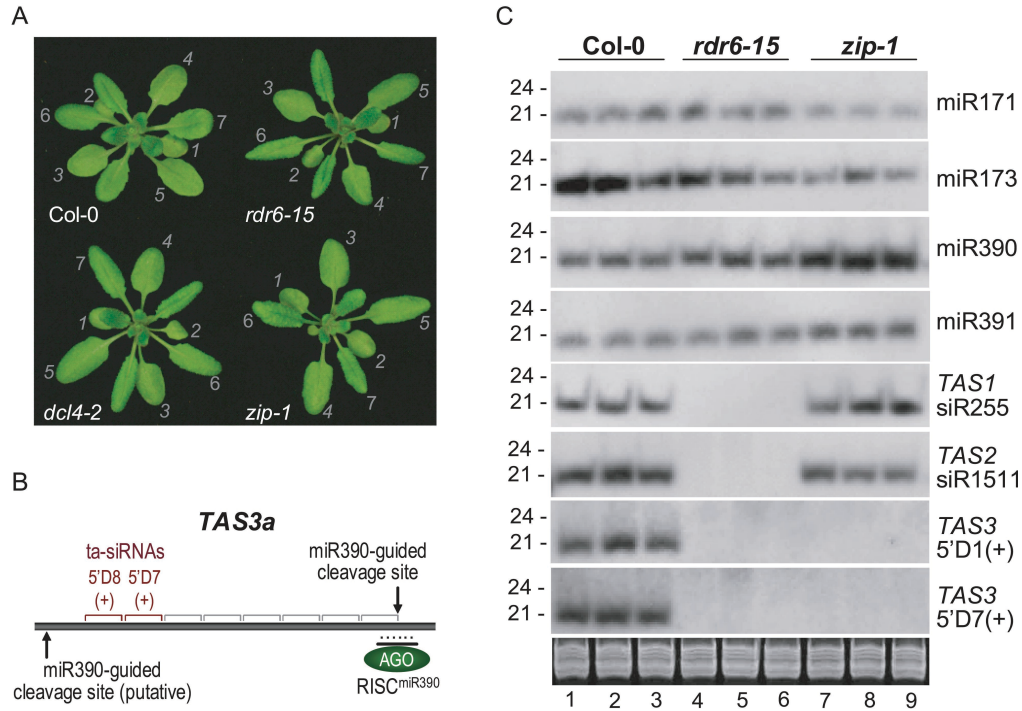 A
4
2
6
7
1
3
5
Col-0
5
1
6
2
7
4
rdr6-15
4
7
1
2
5
6
3
dcl4-2
3
1
6
5
2
7
4
zip-1
B
TAS3a
ta-siRNAs
5'D8 5'D7
(+) (+)
miR390-guided
cleavage site
miR390-guided
cleavage site (putative)
AGO
RISCmiR390
C
Col-0 rdr6-15 zip-1
24 -
21 -
miR171
24 -
21 -
miR173
24 -
21 -
miR390
24 -
21 -
miR391
24 -
21 -
TAS1
siR255
24 -
21 -
TAS2
siR1511
24 -
21 -
TAS3
5'D1(+)
24 -
21 -
TAS3
5'D7(+)
1 2 3 4 5 6 7 8 9